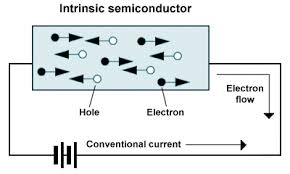 Intrinsic semiconductor
Hole
Electron
Electron
flow
Conventional current